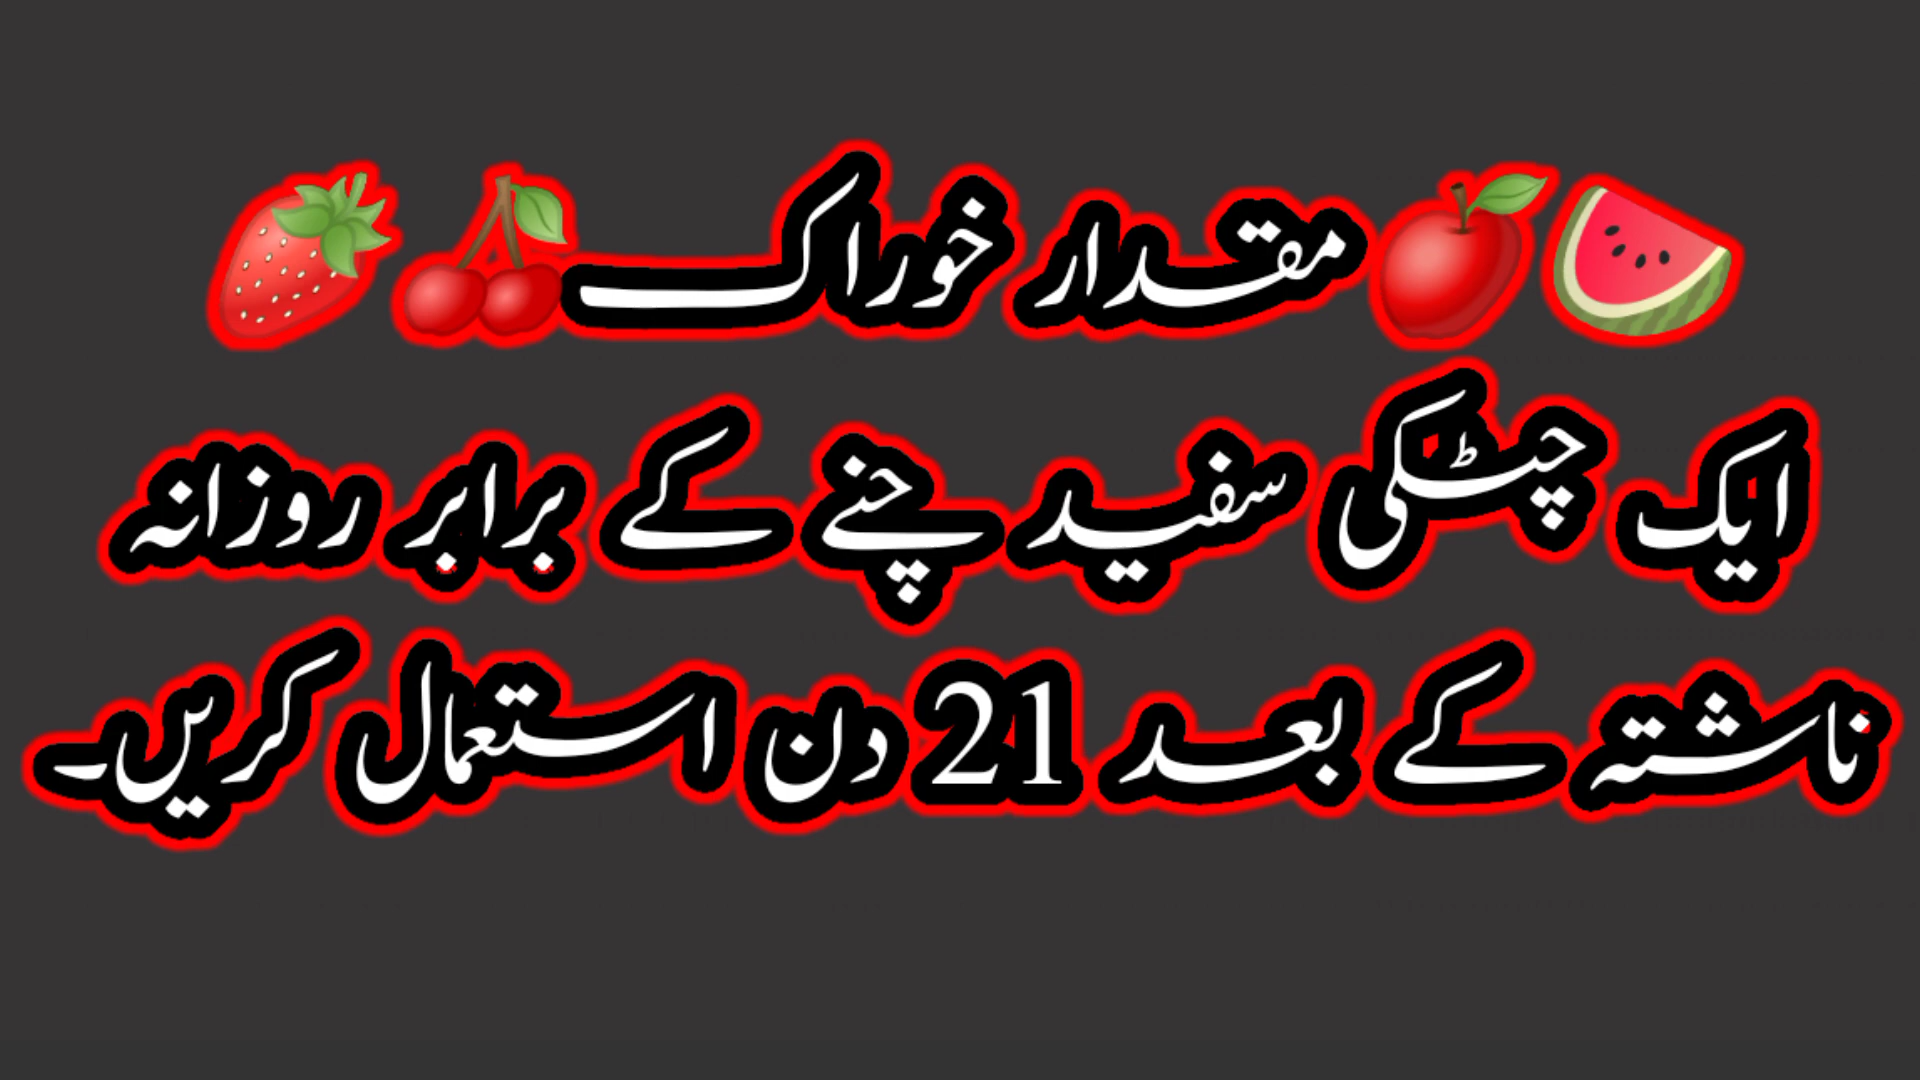 🍉🍎مقدار خوراک🍒🍓
ایک چٹکی سفید چنے کے برابر روزانہ
ناشتہ کے بعد 21 دن استعمال کریں۔